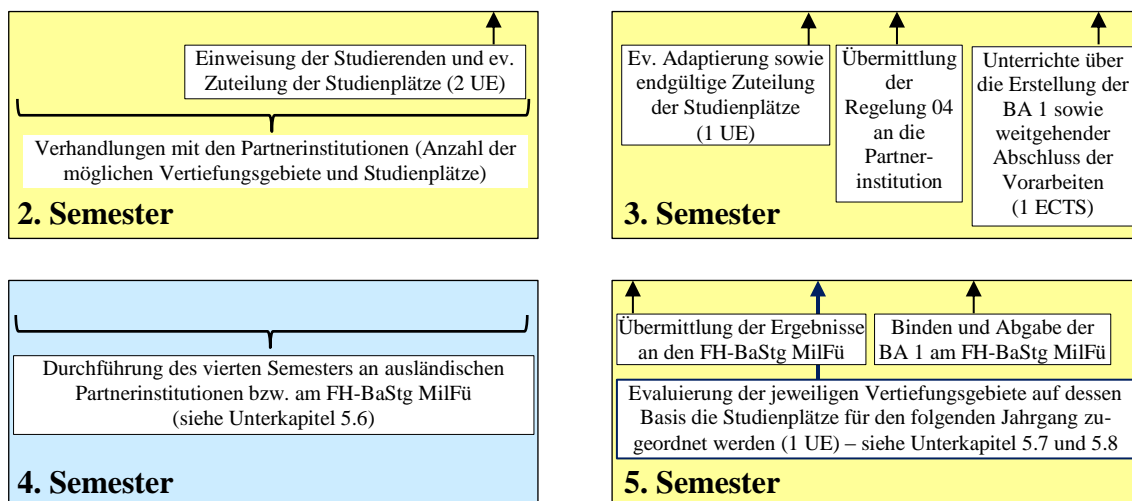 Einweisung der Studierenden und ev.
Zuteilung der Studienplätze (2 UE)
Verhandlungen mit den Partnerinstitutionen (Anzahl der
möglichen Vertiefungsgebiete und Studienplätze)
2. Semester
Ev. Adaptierung sowie
endgültige Zuteilung
der Studienplätze
(1 UE)
Übermittlung
der
Regelung 04
an die
Partner-
institution
Unterrichte über
die Erstellung der
BA 1 sowie
weitgehender
Abschluss der
Vorarbeiten
(1 ECTS)
3. Semester
Durchführung des vierten Semesters an ausländischen
Partnerinstitutionen bzw. am FH-BaStg MilFü
(siehe Unterkapitel 5.6)
4. Semester
Übermittlung der Ergebnisse
an den FH-BaStg MilFü
Binden und Abgabe der
BA 1 am FH-BaStg MilFü
Evaluierung der jeweiligen Vertiefungsgebiete auf dessen
Basis die Studienplätze für den folgenden Jahrgang zu-
geordnet werden (1 UE) – siehe Unterkapitel 5.7 und 5.8
5. Semester